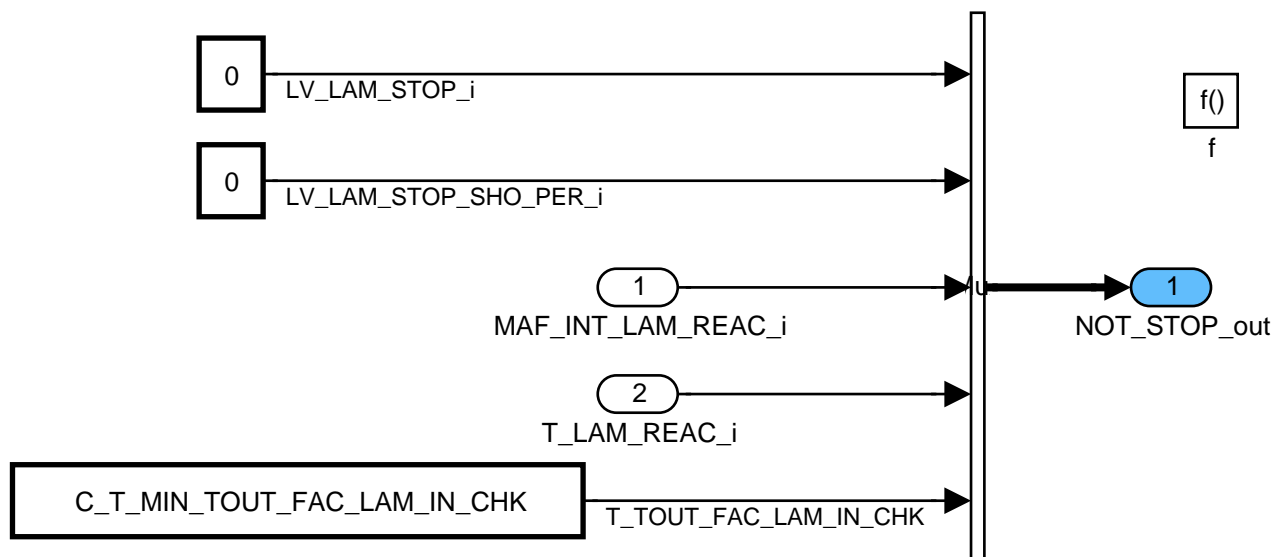 0
LV_LAM_STOP_i
f()
f
0
LV_LAM_STOP_SHO_PER_i
1
MAF_INT_LAM_REAC_i
1
NOT_STOP_out
2
T_LAM_REAC_i
C_T_MIN_TOUT_FAC_LAM_IN_CHK
T_TOUT_FAC_LAM_IN_CHK